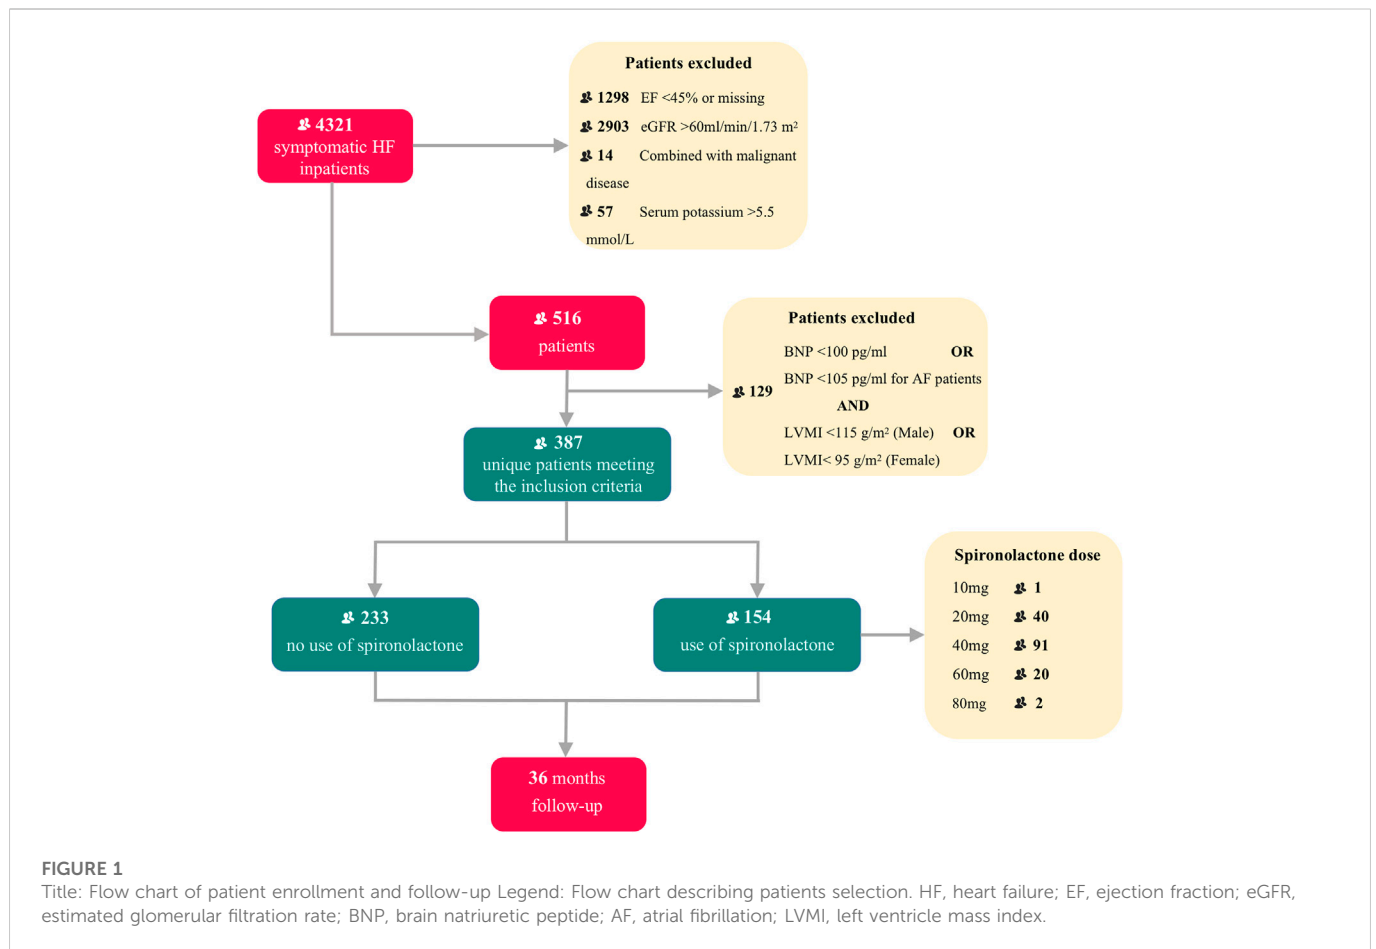 Patients excluded
1298 EF <45% or missing
2903 eGFR >60ml/min/1.73 m²
14 Combined with malignant
disease
57 Serum potassium >5.5
mmol/L
4321
symptomatic HF
inpatients
516
patients
Patients excluded
BNP <100 pg/ml OR
BNP <105 pg/ml for AF patients
129
AND
LVMI <115 g/m² (Male) OR
LVMI< 95 g/m² (Female)
387
unique patients meeting
the inclusion criteria
233
no use of spironolactone
154
use of spironolactone
Spironolactone dose
10mg 1
20mg 40
40mg 91
60mg 20
80mg 2
36 months
follow-up
FIGURE 1
Title: Flow chart of patient enrollment and follow-up Legend: Flow chart describing patients selection. HF, heart failure; EF, ejection fraction; eGFR,
estimated glomerular filtration rate; BNP, brain natriuretic peptide; AF, atrial fibrillation; LVMI, left ventricle mass index.